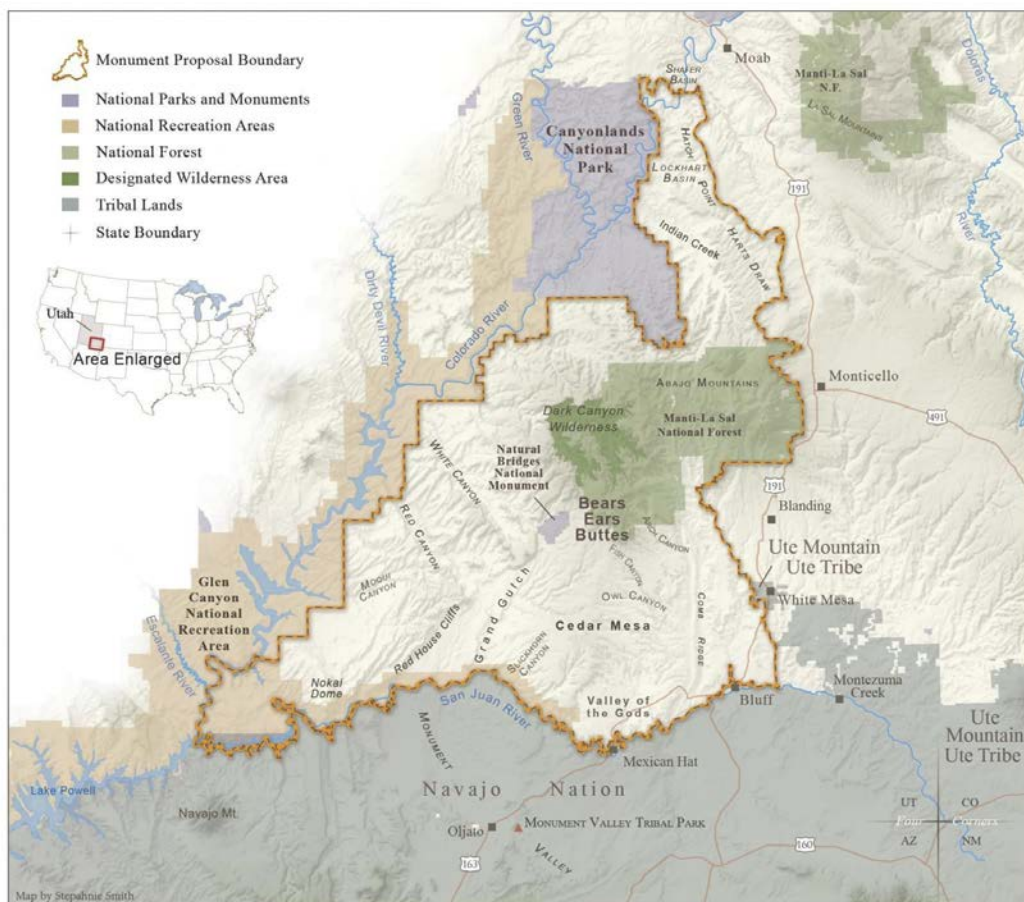 Monument Proposal Boundary
National Parks and Monuments
National Recreation Areas
National Forest
Designated Wilderness Area
Tribal Lands
State Boundary
Utah
Area Enlarged
Moab
SHAFER
BASIN
Manti-La Sal
N.F.
LA SAL MOUNTAINS
Dolores
River
Green River
Canyonlands
National
Park
HATCH
POINT
LOCKHART
BASIN
191
Indian Creek
HARTS DRAW
Dirty Devil River
Colorado River
ABAJO MOUNTAINS
Monticello
491
Dark Canyon
Wilderness
Manti-La Sal
National Forest
Natural
Bridges
National
Monument
WHITE CANYON
RED CANYON
191
Blanding
Bears
Ears
Buttes
ARCH CANYON
FISH CANYON
OWL CANYON
Ute Mountain
Ute Tribe
White Mesa
MOQUI
CANYON
Glen
Canyon
National
Recreation
Area
Escalante River
Red House Cliffs
Grand Gulch
Cedar Mesa
COMB
RIDGE
SLICKHORN
CANYON
Nokai
Dome
San Juan River
Valley of
the Gods
Bluff
Montezuma
Creek
Ute
Mountain
Ute Tribe
MONUMENT
VALLEY
Mexican Hat
Lake Powell
Navajo Mt.
Navajo Nation
Oljato
MONUMENT VALLEY TRIBAL PARK
UT
CO
Four Corners
AZ
NM
163
160
Map by Stepahnie Smith